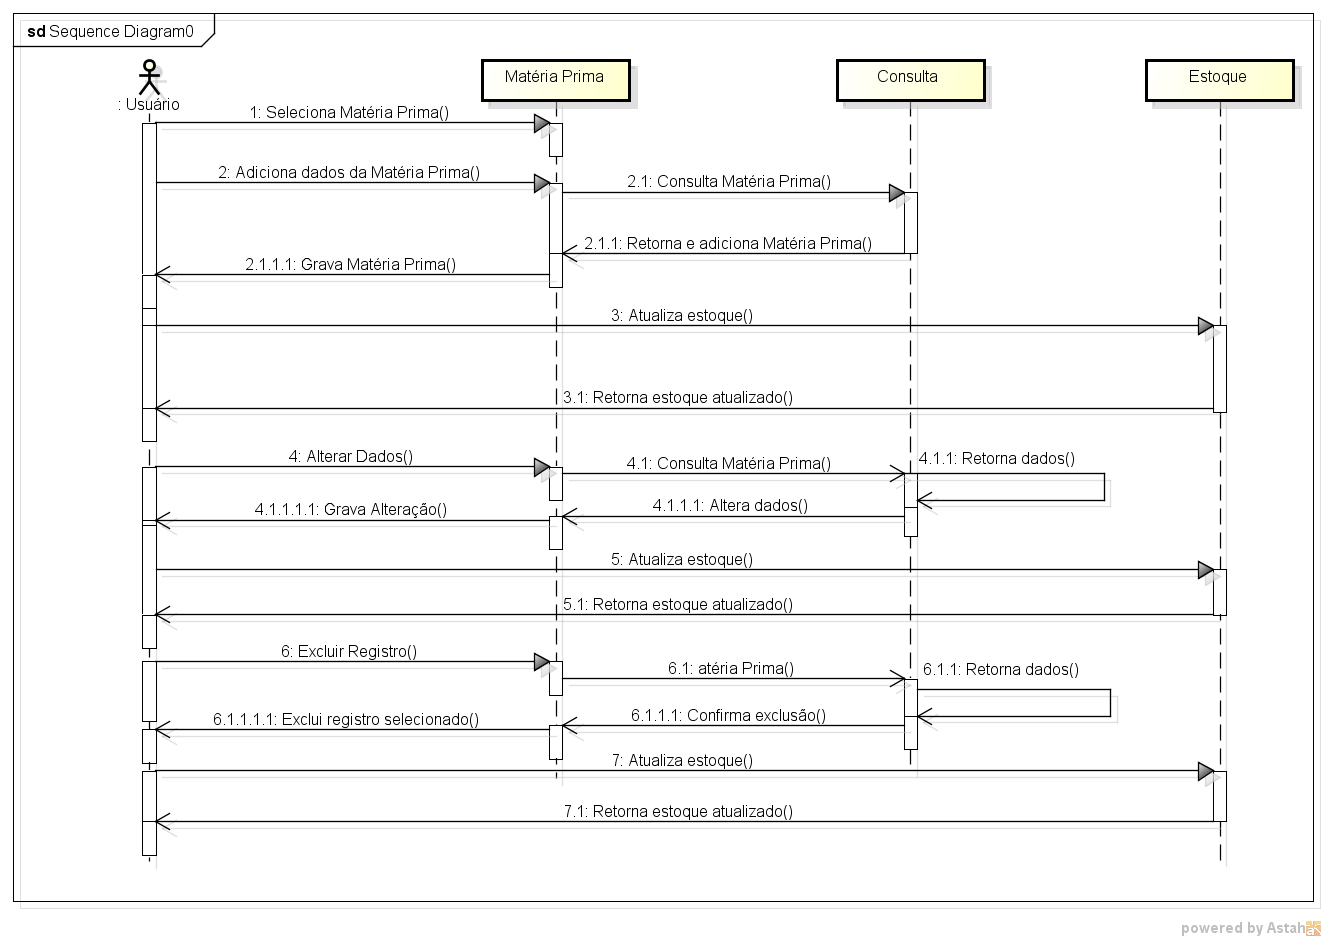 sd Sequence Diagram0
Matéria Prima
Consulta
Estoque
: Usuário
1: Seleciona Matéria Prima()
2: Adiciona dados da Matéria Prima()
2.1: Consulta Matéria Prima()
2.1.1: Retorna e adiciona Matéria Prima()
2.1.1.1: Grava Matéria Prima()
3: Atualiza estoque()
3.1: Retorna estoque atualizado()
4: Alterar Dados()
4.1: Consulta Matéria Prima()
4.1.1: Retorna dados()
4.1.1.1: Altera dados()
4.1.1.1.1: Grava Alteração()
5: Atualiza estoque()
5.1: Retorna estoque atualizado()
6: Excluir Registro()
6.1: atéria Prima()
6.1.1: Retorna dados()
6.1.1.1: Confirma exclusão()
6.1.1.1.1: Exclui registro selecionado()
7: Atualiza estoque()
7.1: Retorna estoque atualizado()
powered by Astah